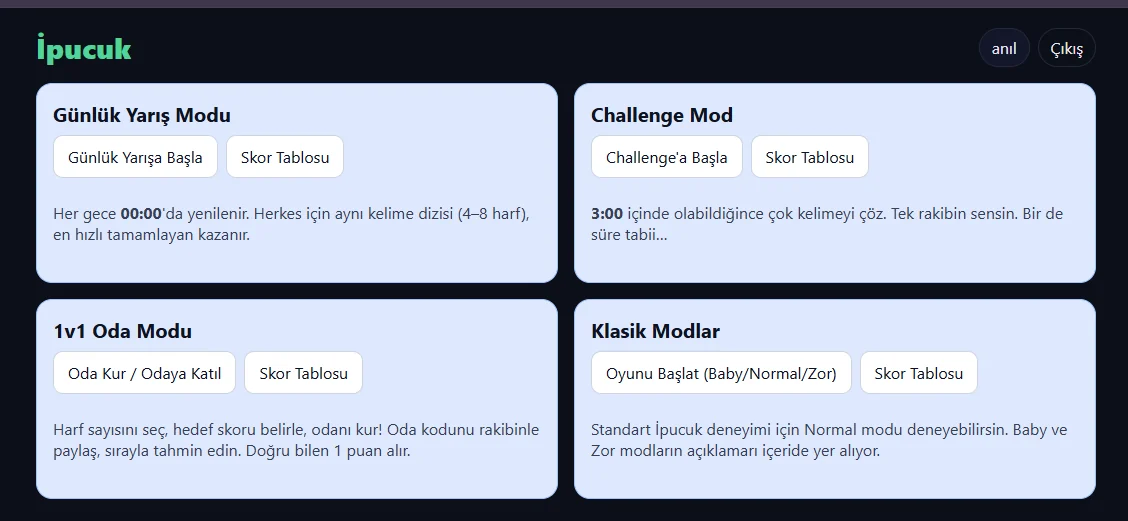 İpucuk
anıl
Çıkış
Günlük Yarış Modu
Günlük Yarışa Başla
Skor Tablosu
Her gece 00:00'da yenilenir. Herkes için aynı kelime dizisi (4–8 harf),
en hızlı tamamlayan kazanır.
Challenge Mod
Challenge'a Başla
Skor Tablosu
3:00 içinde olabildiğince çok kelimeyi çöz. Tek rakibin sensin. Bir de
süre tabii...
1v1 Oda Modu
Oda Kur / Odaya Katıl
Skor Tablosu
Harf sayısını seç, hedef skoru belirle, odanı kur! Oda kodunu rakibinle
paylaş, sırayla tahmin edin. Doğru bilen 1 puan alır.
Klasik Modlar
Oyunu Başlat (Baby/Normal/Zor)
Skor Tablosu
Standart İpucuk deneyimi için Normal modu deneyebilirsin. Baby ve
Zor modların açıklamarı içeride yer alıyor.